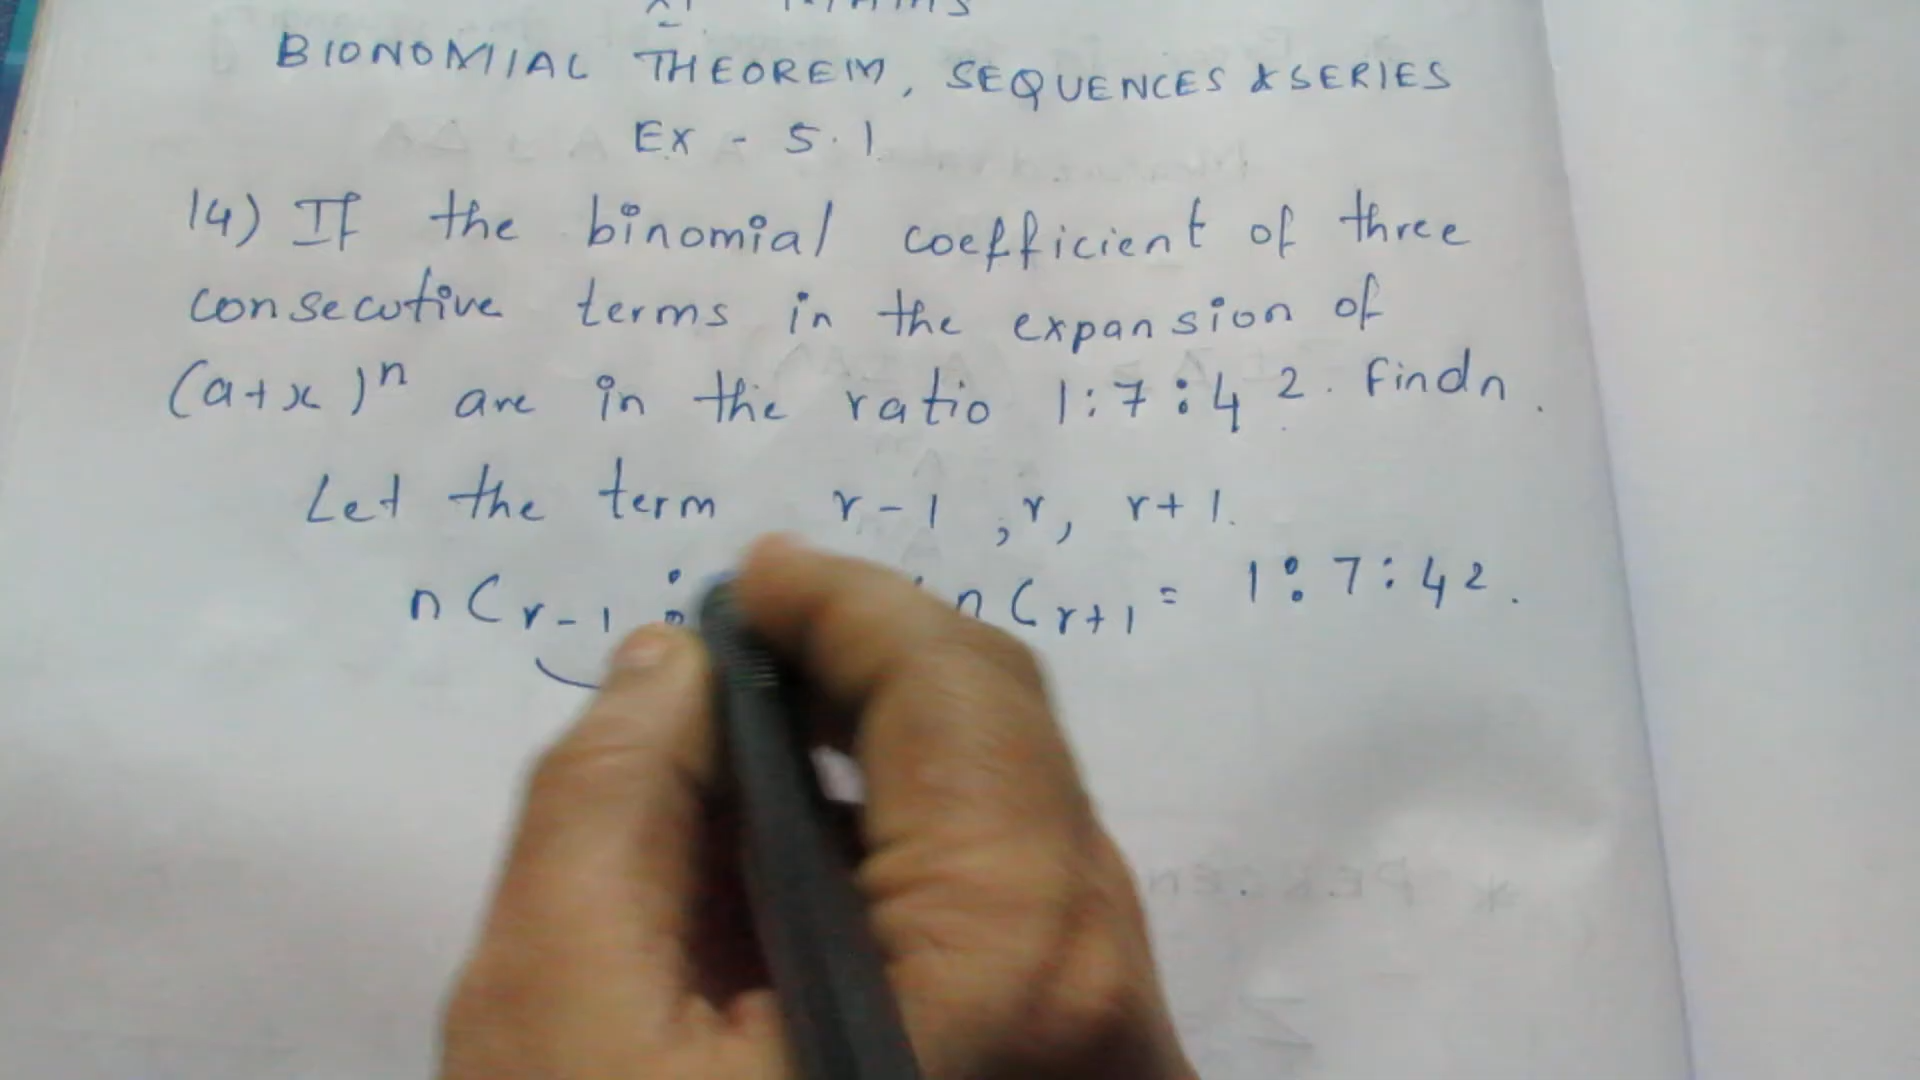 BIONOMIAL THEOREM, SEQUENCES & SERIES
Ex - 5.1
14) If the binomial coefficient of three
consecutive terms in the expansion of
(a+x)ⁿ are in the ratio 1:7:42. Find n.
Let the term r-1, r, r+1.
nCr-1 : nCr+1 = 1:7:42.